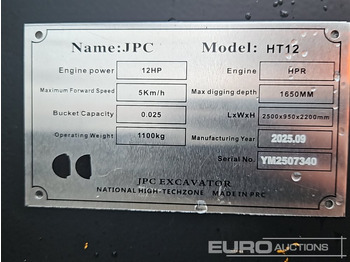 Name:JPC Model: HT12
Engine power 12HP Engine HPR
Maximum Forward Speed 5Km/h Max digging depth 1650MM
Bucket Capacity 0.025 LxWxH 2500x950x2200mm
Operating Weight 1100kg Manufacturing Year 2025.09
Serial No. YM2507340
JPC EXCAVATOR
NATIONAL HIGH-TECHZONE MADE IN PRC
EURO AUCTIONS